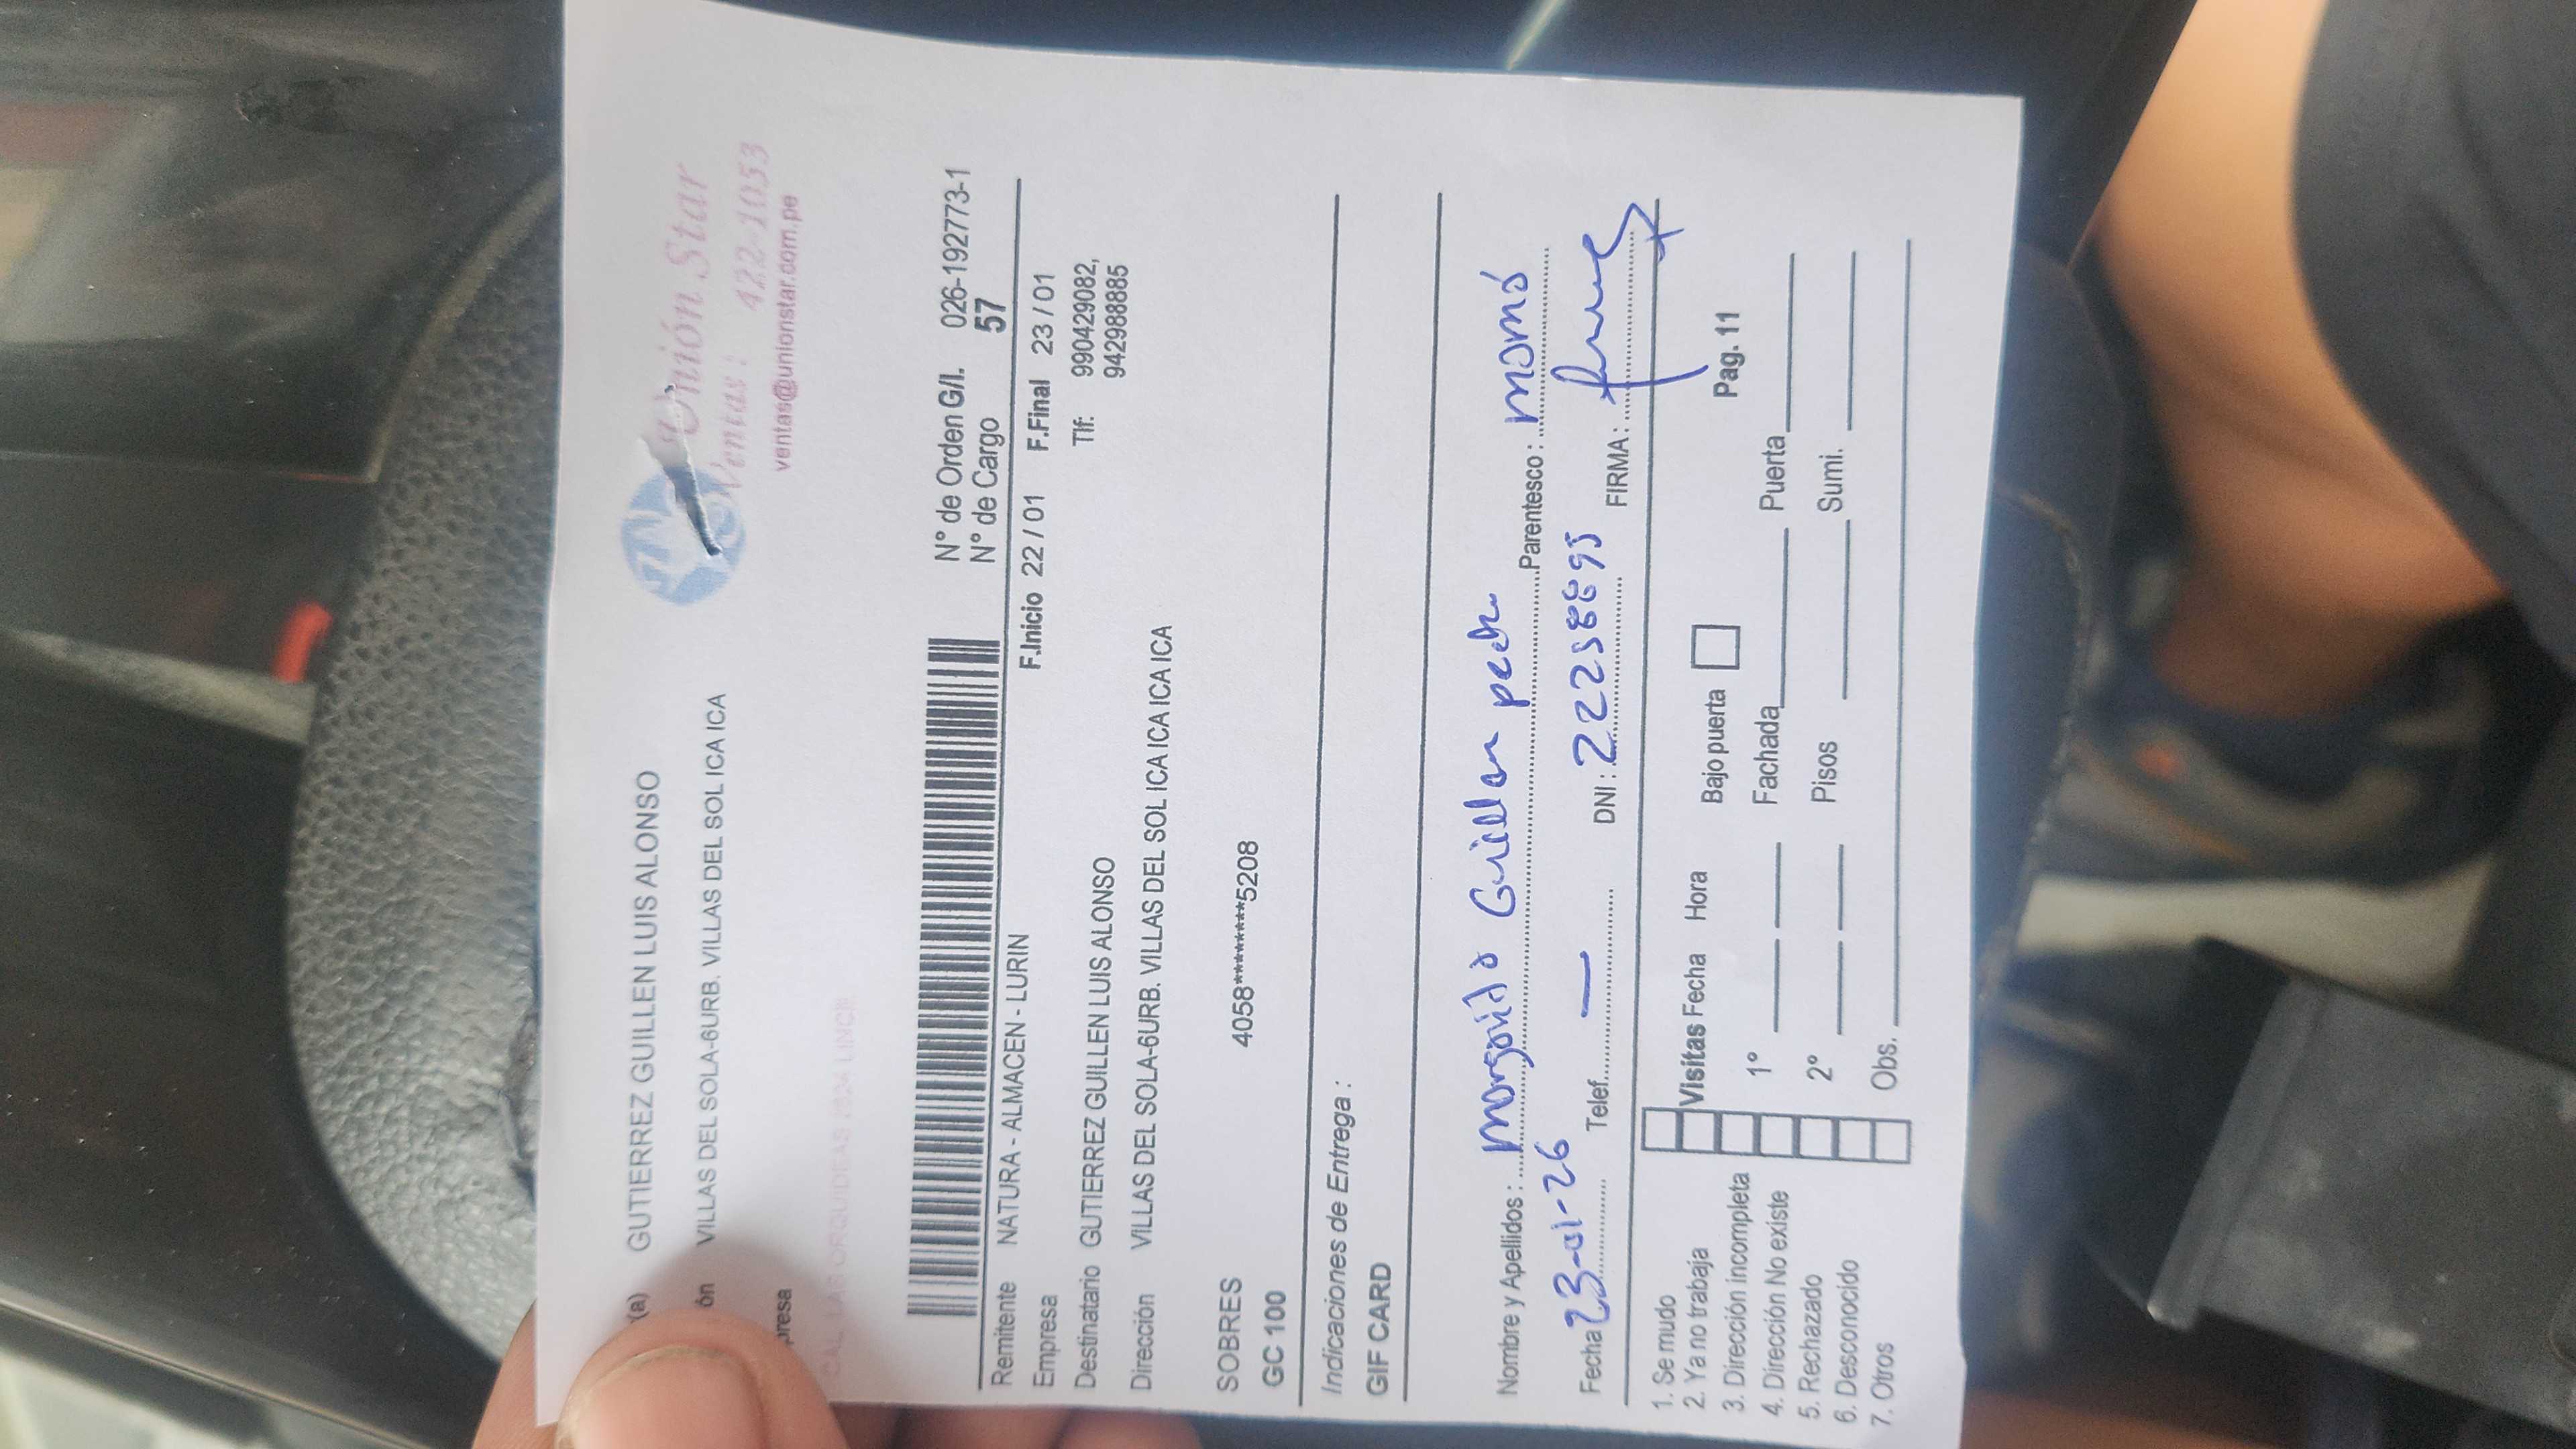 (a) GUTIERREZ GUILLEN LUIS ALONSO
ón VILLAS DEL SOLA-6URB. VILLAS DEL SOL ICA ICA
presa
Unión Star
Ventas: 422-1053
ventas@unionstar.com.pe
CAL. LAS ORQUIDEAS LINCE
N° de Orden G/I. 026-192773-1
N° de Cargo 57
Remitente NATURA - ALMACEN - LURIN
F.Inicio 22 / 01 F.Final 23 / 01
Empresa
Destinatario GUTIERREZ GUILLEN LUIS ALONSO
Tlf: 990429082,
942988885
Dirección VILLAS DEL SOLA-6URB. VILLAS DEL SOL ICA ICA ICA ICA
SOBRES
GC 100 4058********5208
Indicaciones de Entrega :
GIF CARD
Nombre y Apellidos : Guillen Parentesco : mamá
Fecha 23-01-26 Telef. — DNI : FIRMA :
1. Se mudo
2. Ya no trabaja
3. Dirección incompleta
4. Dirección No existe
5. Rechazado
6. Desconocido
7. Otros
Visitas Fecha Hora Bajo puerta Pag. 11
1° Fachada Puerta
2° Pisos Sumi.
Obs.